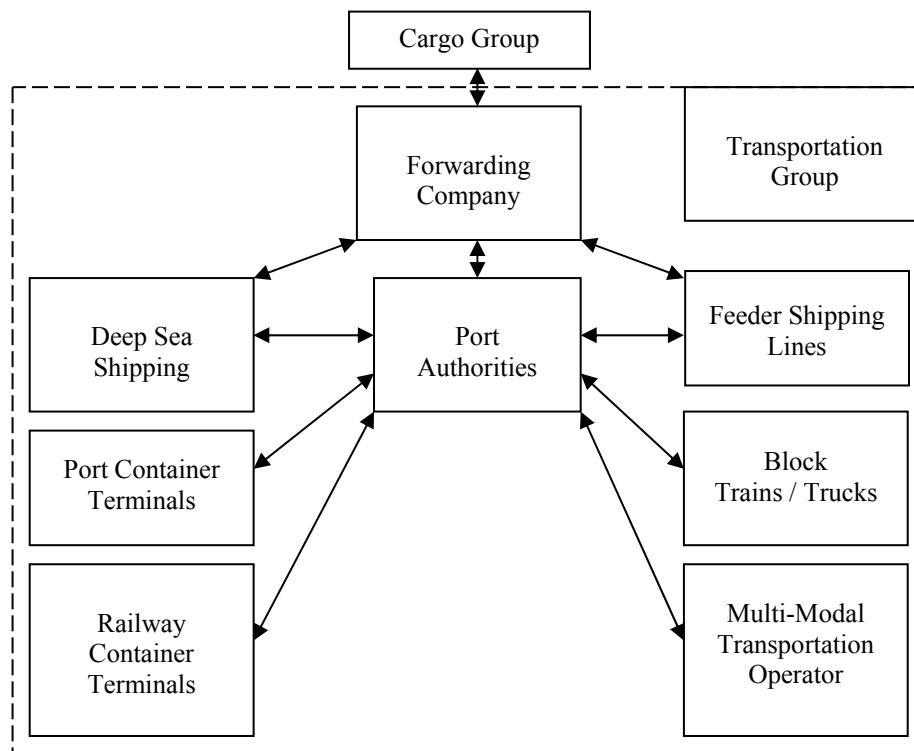 Cargo Group
Forwarding
Company
Transportation
Group
Deep Sea
Shipping
Port
Authorities
Feeder Shipping
Lines
Port Container
Terminals
Block
Trains / Trucks
Railway
Container
Terminals
Multi-Modal
Transportation
Operator